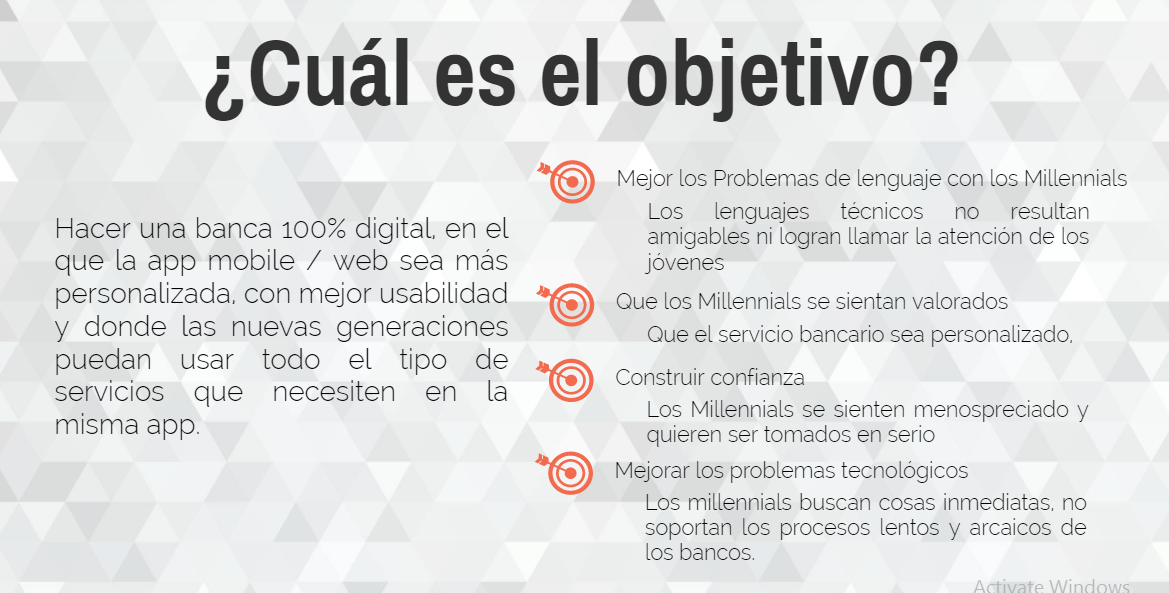 ¿Cuál es el objetivo?
Hacer una banca 100% digital, en el
que la app mobile / web sea más
personalizada, con mejor usabilidad
y donde las nuevas generaciones
puedan usar todo el tipo de
servicios que necesiten en la
misma app.
Mejor los Problemas de lenguaje con los Millennials
Los lenguajes técnicos no resultan
amigables ni logran llamar la atención de los
jóvenes
Que los Millennials se sientan valorados
Que el servicio bancario sea personalizado,
Construir confianza
Los Millennials se sienten menospreciado y
quieren ser tomados en serio
Mejorar los problemas tecnológicos
Los millennials buscan cosas inmediatas, no
soportan los procesos lentos y arcaicos de
los bancos.
Activate Windows